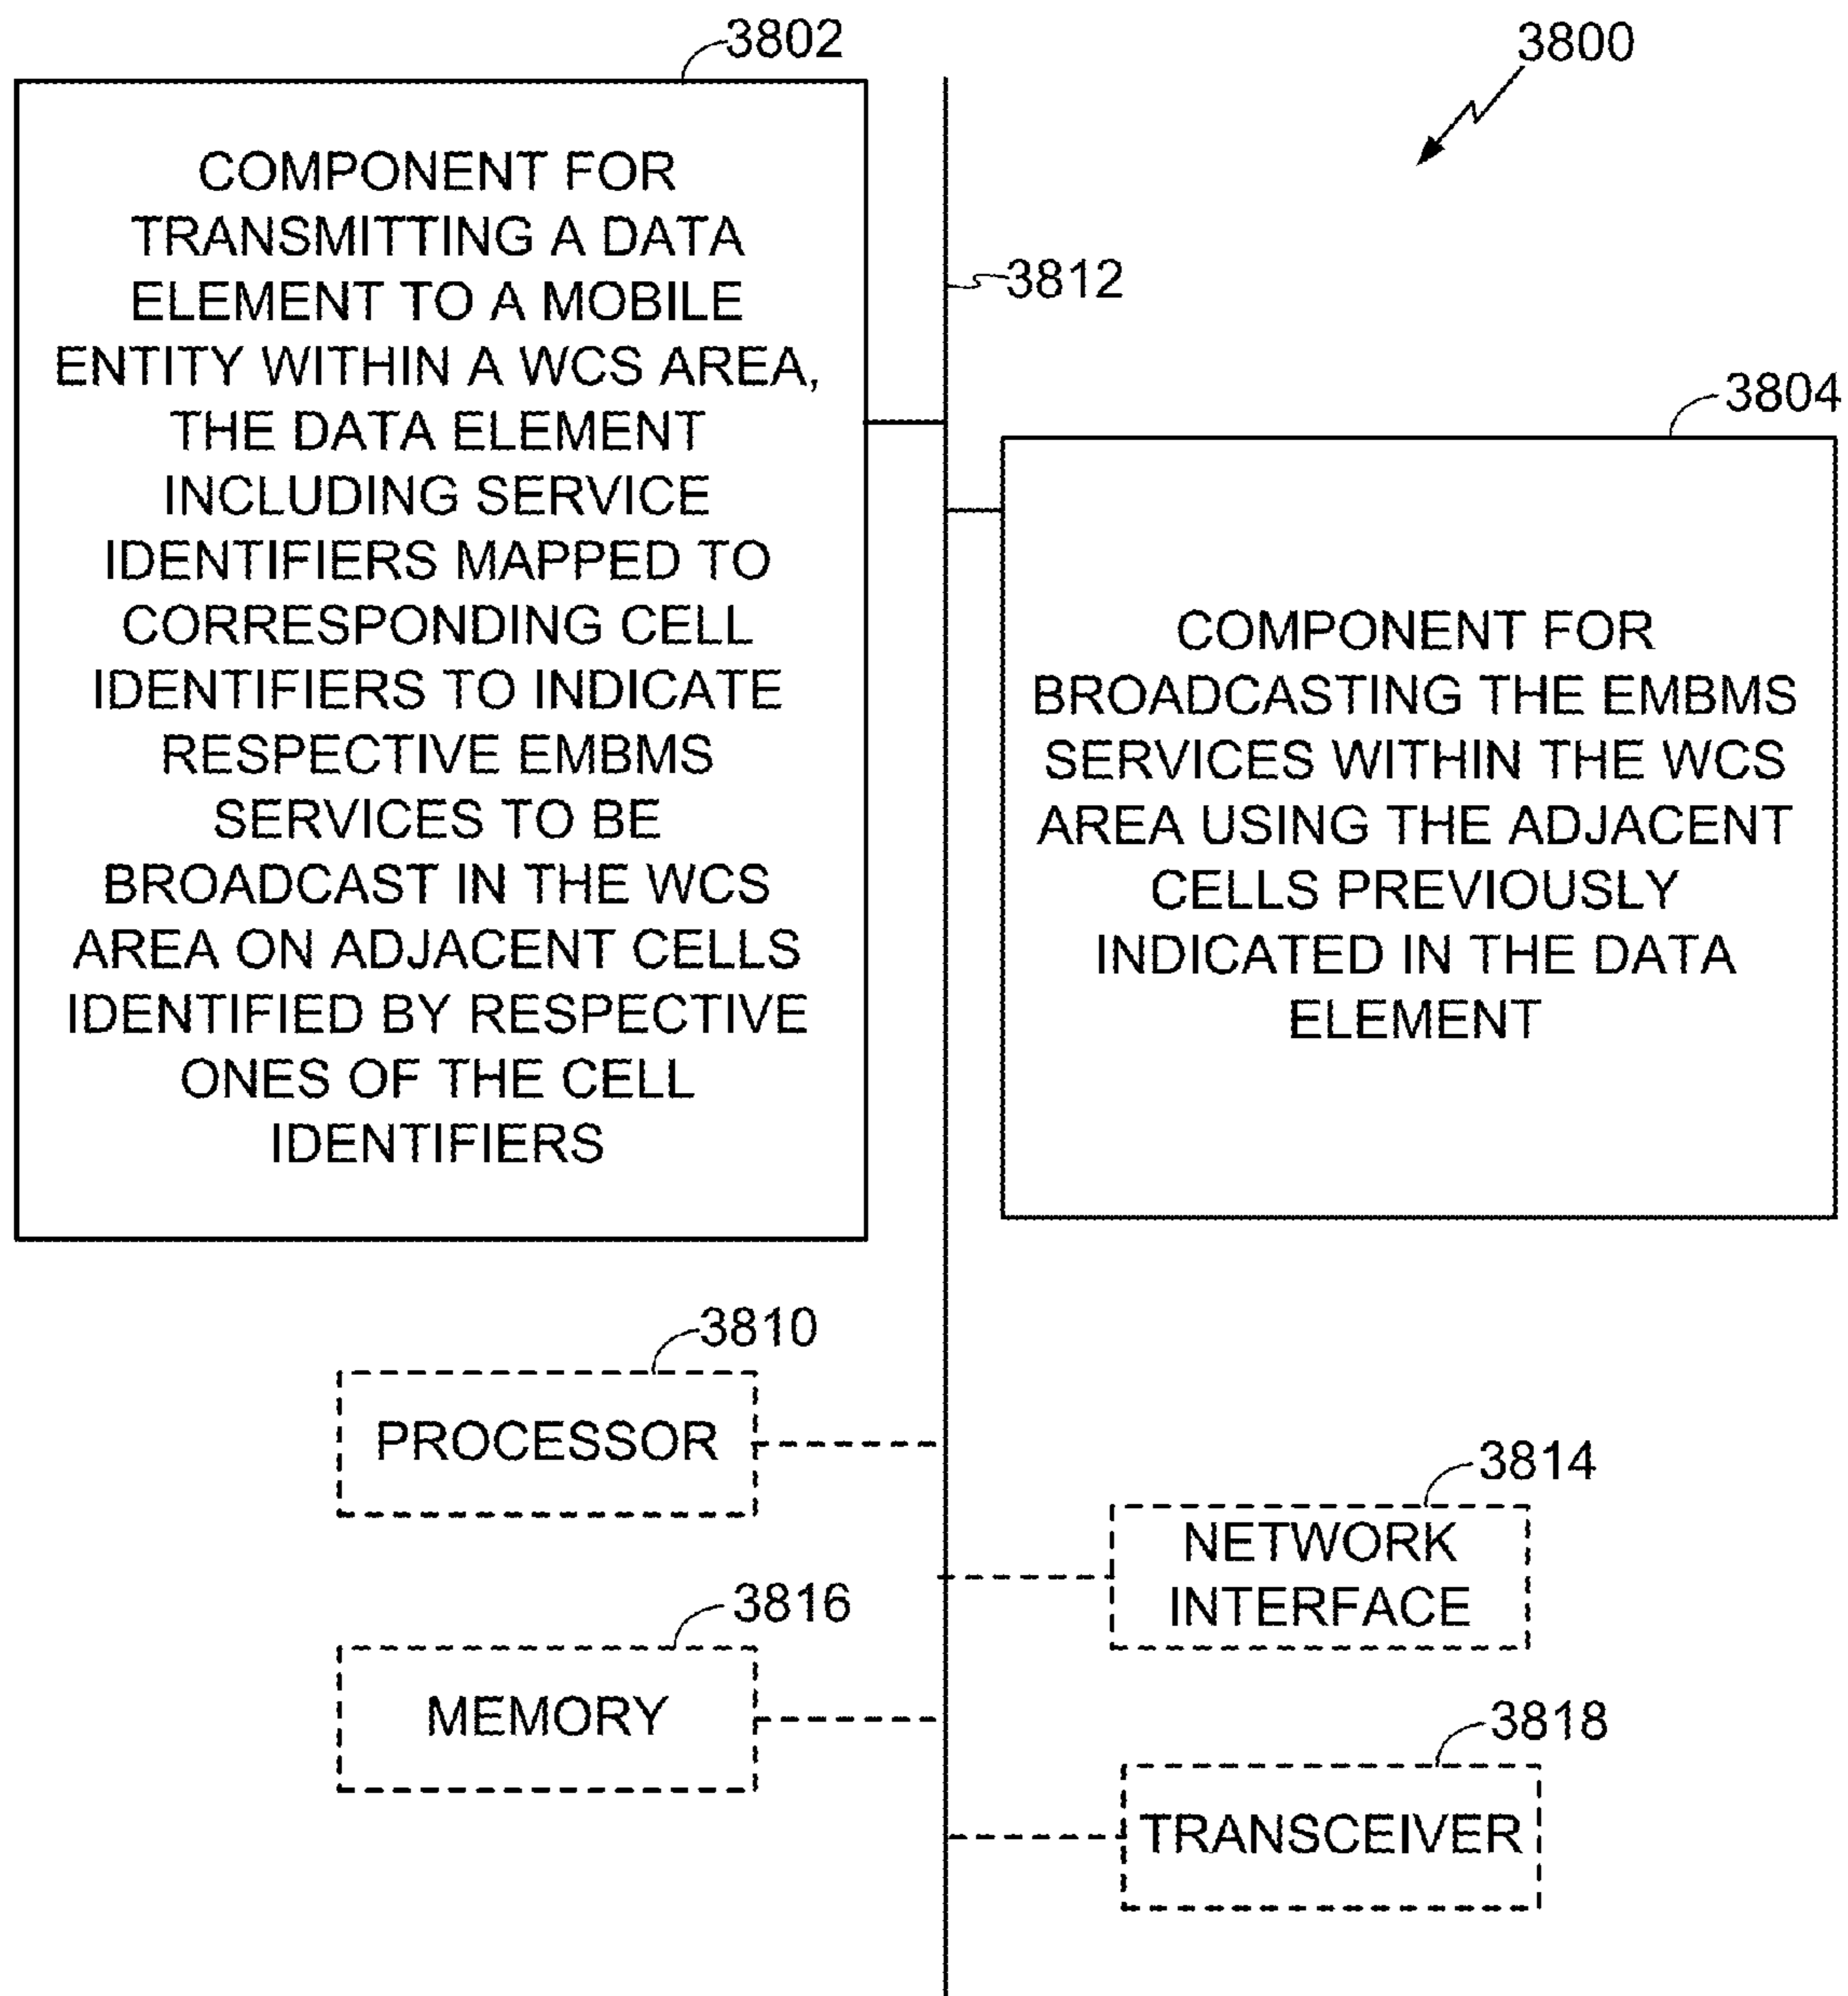 3802
3800
COMPONENT FOR
TRANSMITTING A DATA
ELEMENT TO A MOBILE
ENTITY WITHIN A WCS AREA,
THE DATA ELEMENT
INCLUDING SERVICE
IDENTIFIERS MAPPED TO
CORRESPONDING CELL
IDENTIFIERS TO INDICATE
RESPECTIVE EMBMS
SERVICES TO BE
BROADCAST IN THE WCS
AREA ON ADJACENT CELLS
IDENTIFIED BY RESPECTIVE
ONES OF THE CELL
IDENTIFIERS
3812
3804
COMPONENT FOR
BROADCASTING THE EMBMS
SERVICES WITHIN THE WCS
AREA USING THE ADJACENT
CELLS PREVIOUSLY
INDICATED IN THE DATA
ELEMENT
3810
PROCESSOR
3814
NETWORK
INTERFACE
3816
MEMORY
3818
TRANSCEIVER